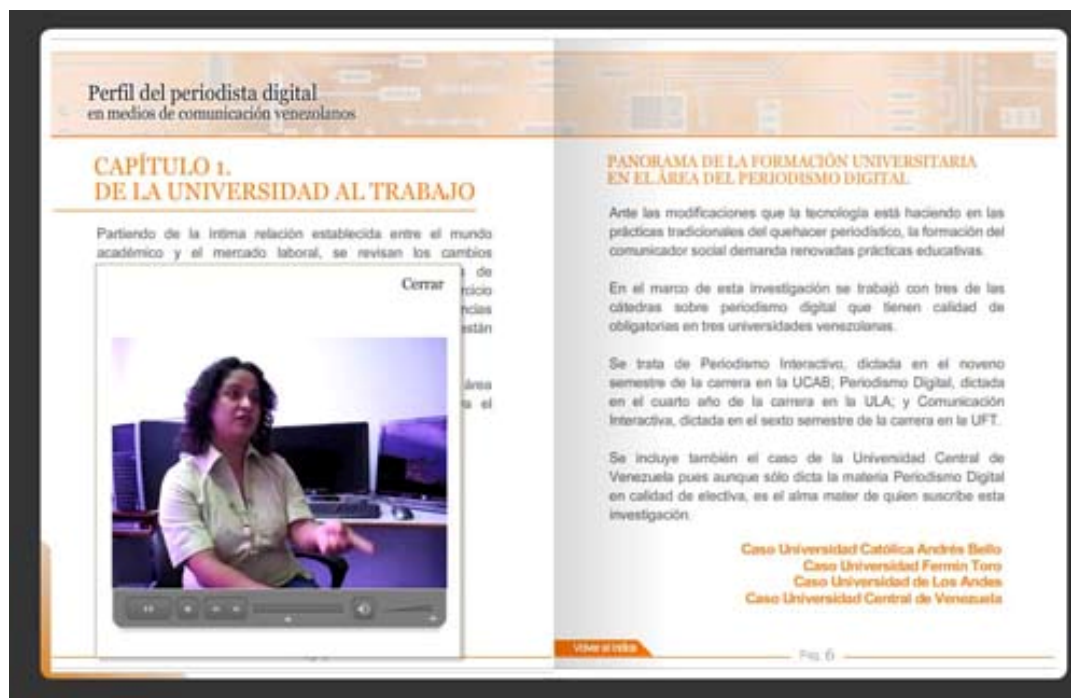 Perfil del periodista digital
en medios de comunicación venezolanos
CAPÍTULO 1.
DE LA UNIVERSIDAD AL TRABAJO
Partiendo de la íntima relación establecida entre el mundo
académico y el mercado laboral, se revisan los cambios
de
están
área
el
Cerrar
PANORAMA DE LA FORMACIÓN UNIVERSITARIA
EN EL ÁREA DEL PERIODISMO DIGITAL
Ante las modificaciones que la tecnología está haciendo en las
prácticas tradicionales del quehacer periodístico, la formación del
comunicador social demanda renovadas prácticas educativas.
En el marco de esta investigación se trabajó con tres de las
cátedras sobre periodismo digital que tienen calidad de
obligatorias en tres universidades venezolanas.
Se trata de Periodismo Interactivo, dictada en el noveno
semestre de la carrera en la UCAB; Periodismo Digital, dictada
en el cuarto año de la carrera en la ULA; y Comunicación
Interactiva, dictada en el sexto semestre de la carrera en la UFT.
Se incluye también el caso de la Universidad Central de
Venezuela pues aunque sólo dicta la materia Periodismo Digital
en calidad de electiva, es el alma mater de quien suscribe esta
investigación.
Caso Universidad Católica Andrés Bello
Caso Universidad Fermín Toro
Caso Universidad de Los Andes
Caso Universidad Central de Venezuela
Volver al índice
Pág. 6